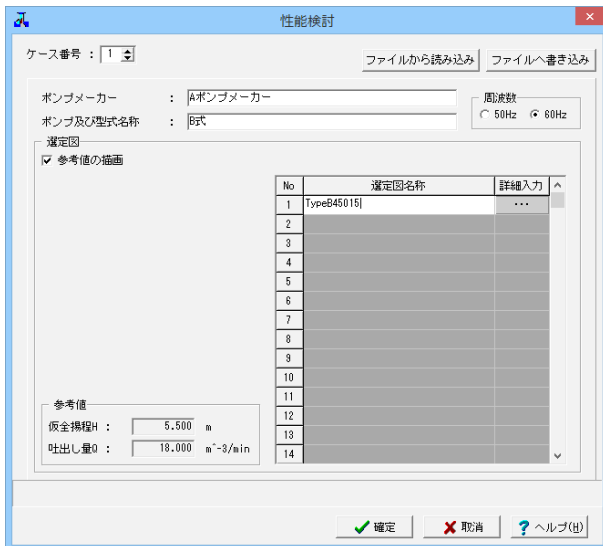 性能検討
ケース番号 : 1
ファイルから読み込み ファイルへ書き込み
ポンプメーカー : Aポンプメーカー
ポンプ及び型式名称 : B式
周波数
50Hz 60Hz
選定図
参考値の描画
No 選定図名称 詳細入力
1 TypeB45015 ...
2
3
4
5
6
7
8
9
10
11
12
13
14
参考値
仮全揚程H : 5.500 m
吐出し量Q : 18.000 m^-3/min
確定 取消 ヘルプ(H)